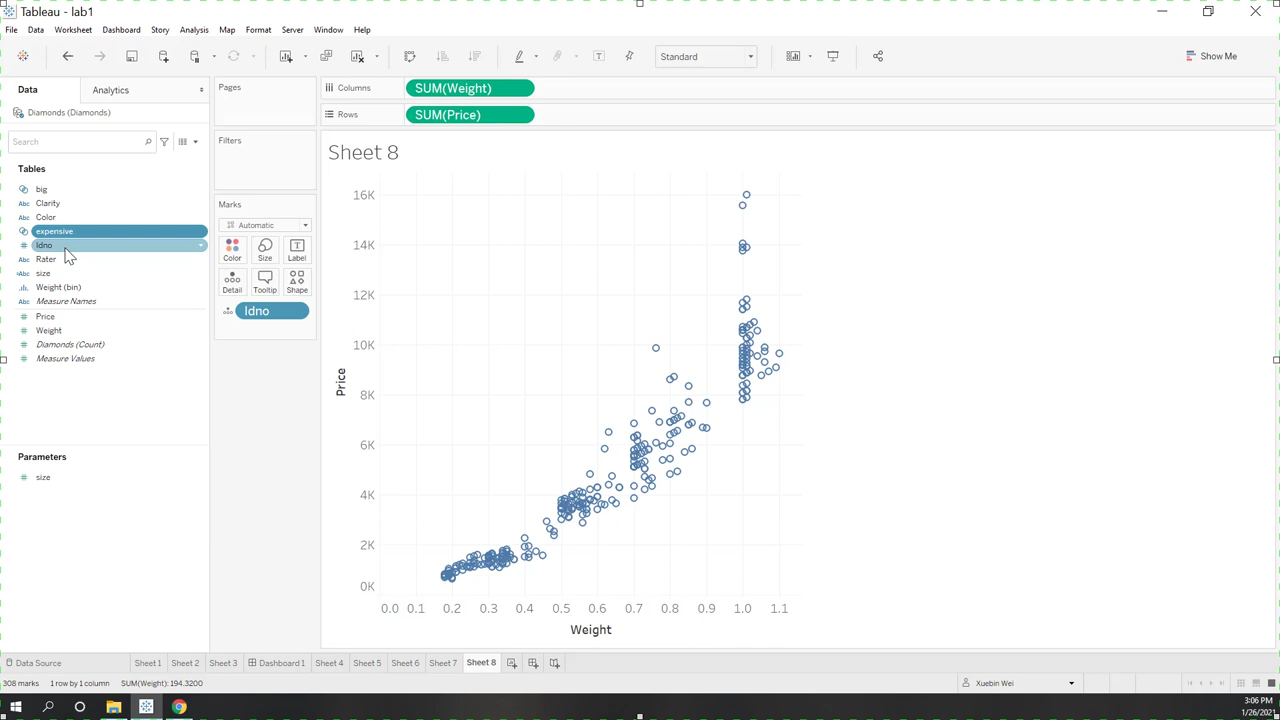 Tableau - lab1
File Data Worksheet Dashboard Story Analysis Map Format Server Window Help
Standard
Show Me
Data Analytics
Diamonds (Diamonds)
Search
Tables
big
Abc Clarity
Abc Color
expensive
# Idno
Abc Rater
=Abc size
Weight (bin)
Abc Measure Names
# Price
# Weight
# Diamonds (Count)
# Measure Values
Parameters
# size
Pages
Filters
Marks
Automatic
Color Size Label
Detail Tooltip Shape
Idno
Columns SUM(Weight)
Rows SUM(Price)
Sheet 8
16K
14K
12K
10K
8K
6K
4K
2K
0K
Price
0.0 0.1 0.2 0.3 0.4 0.5 0.6 0.7 0.8 0.9 1.0 1.1
Weight
Data Source Sheet 1 Sheet 2 Sheet 3 Dashboard 1 Sheet 4 Sheet 5 Sheet 6 Sheet 7 Sheet 8
308 marks 1 row by 1 column SUM(Weight): 194.3200 Xuebin Wei
3:06 PM
1/26/2021